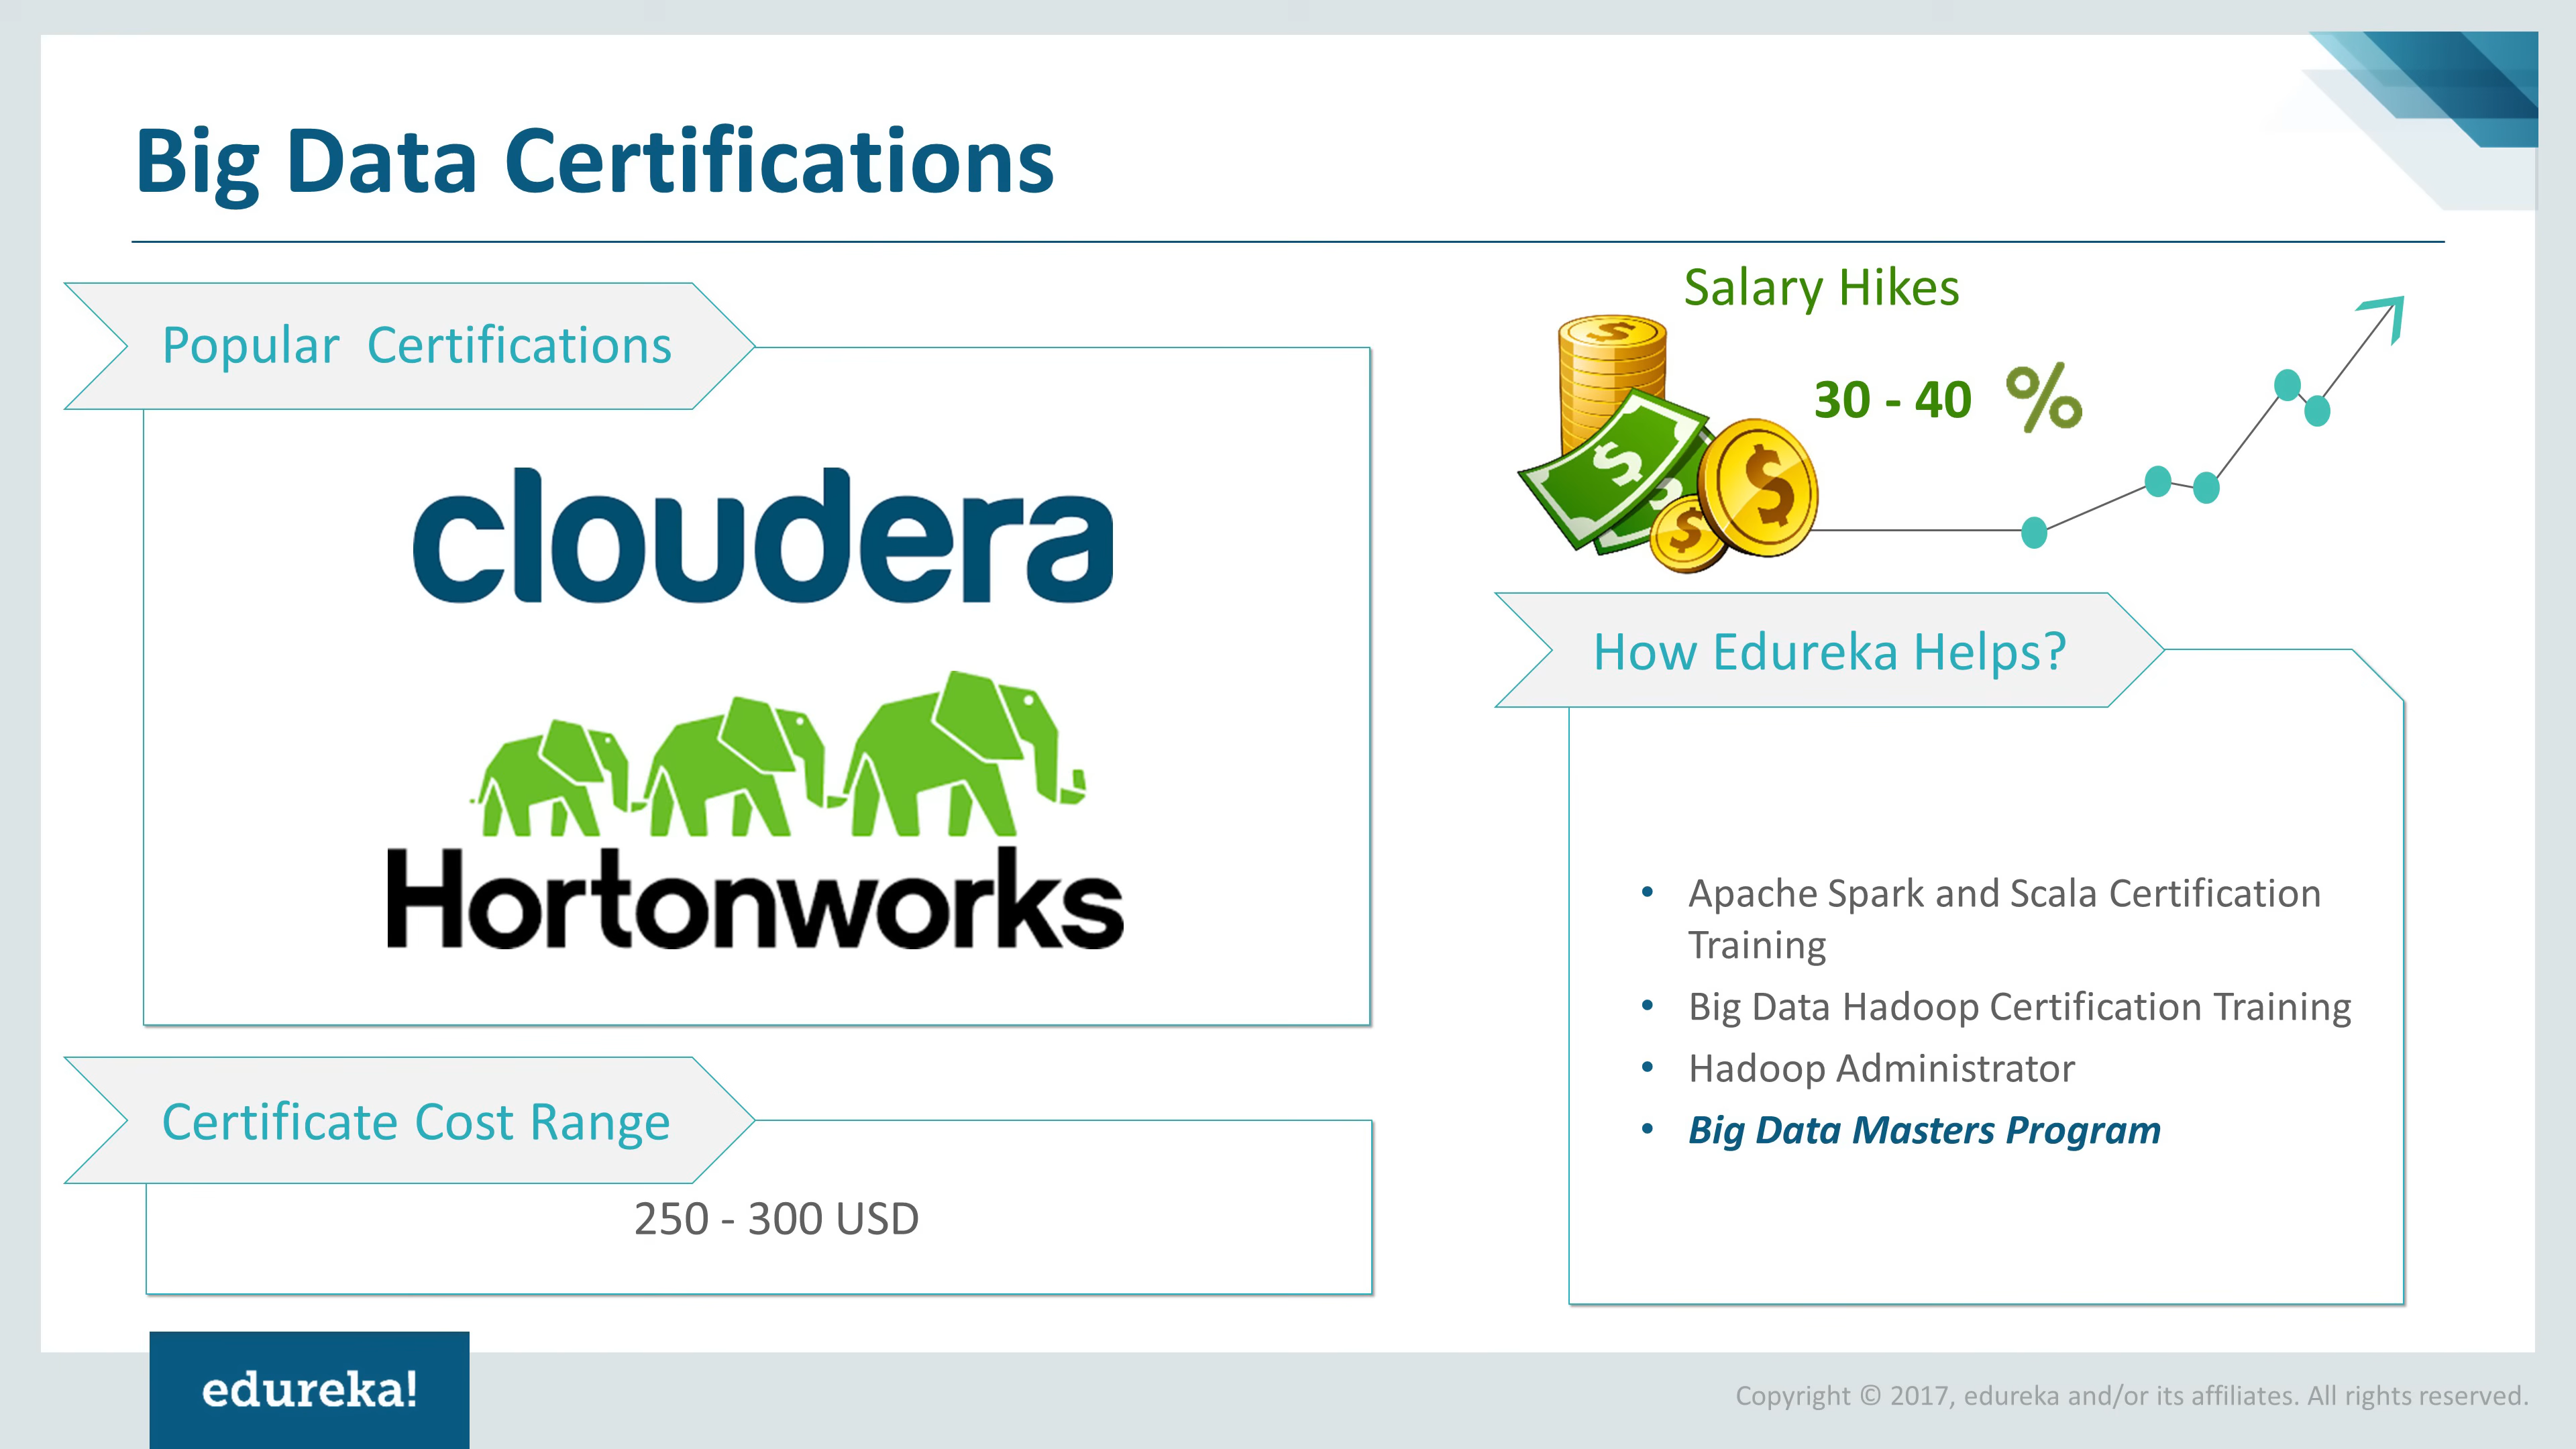 Big Data Certifications
Popular Certifications
cloudera
Hortonworks
Certificate Cost Range
250 - 300 USD
Salary Hikes
30 - 40 %
How Edureka Helps?
• Apache Spark and Scala Certification
Training
• Big Data Hadoop Certification Training
• Hadoop Administrator
• Big Data Masters Program
edureka!
Copyright © 2017, edureka and/or its affiliates. All rights reserved.